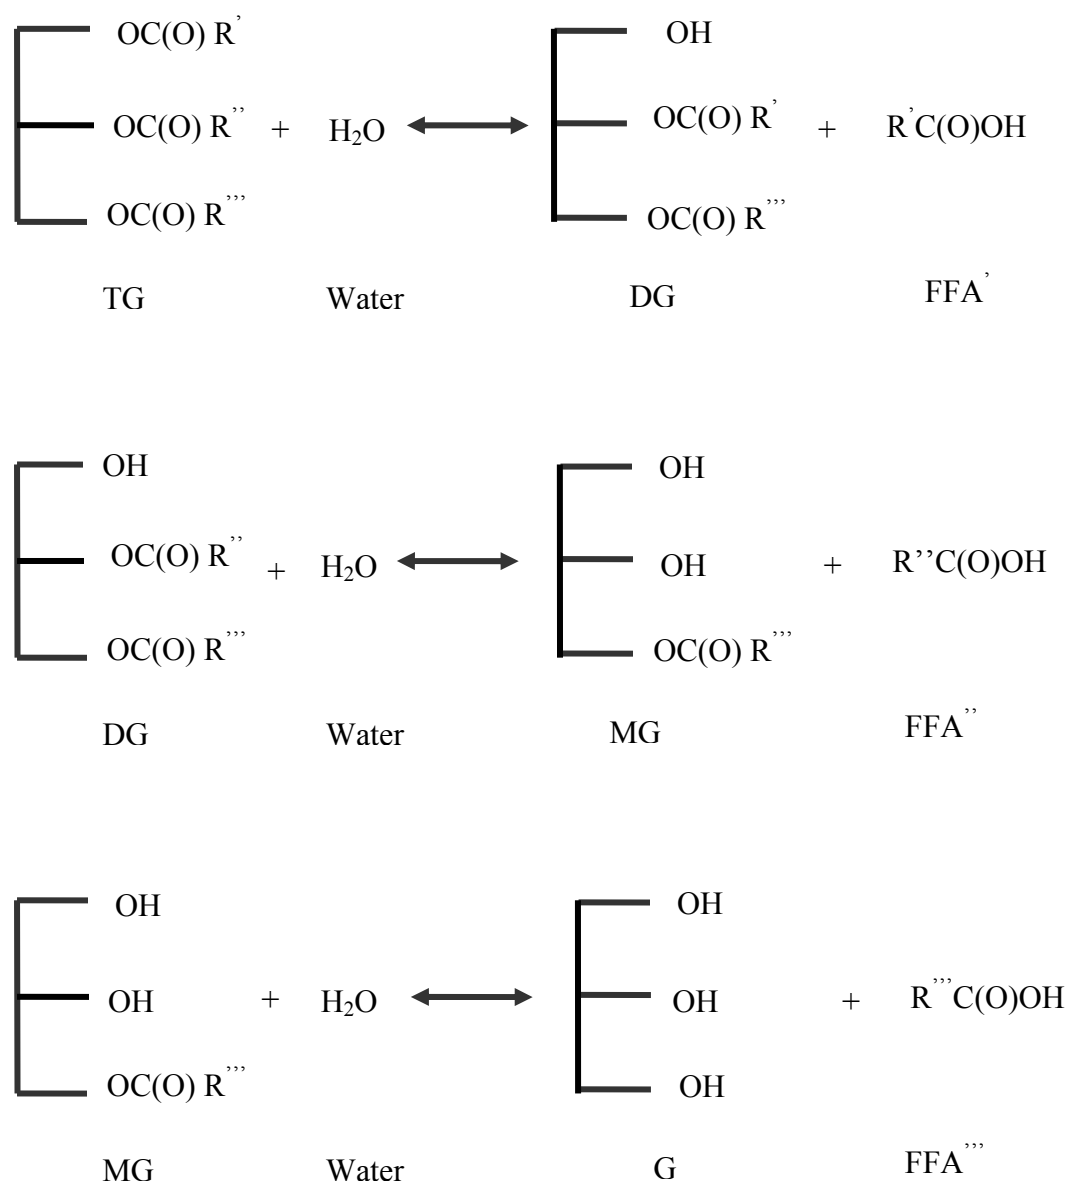 OC(O) R’ OH
OC(O) R’’ + H₂O OC(O) R’ + R’C(O)OH
OC(O) R’’’ OC(O) R’’’
TG Water DG FFA’
OH OH
OC(O) R’’ + H₂O OH + R’’C(O)OH
OC(O) R’’’ OC(O) R’’’
DG Water MG FFA’’
OH OH
OH + H₂O OH + R’’’C(O)OH
OC(O) R’’’ OH
MG Water G FFA’’’